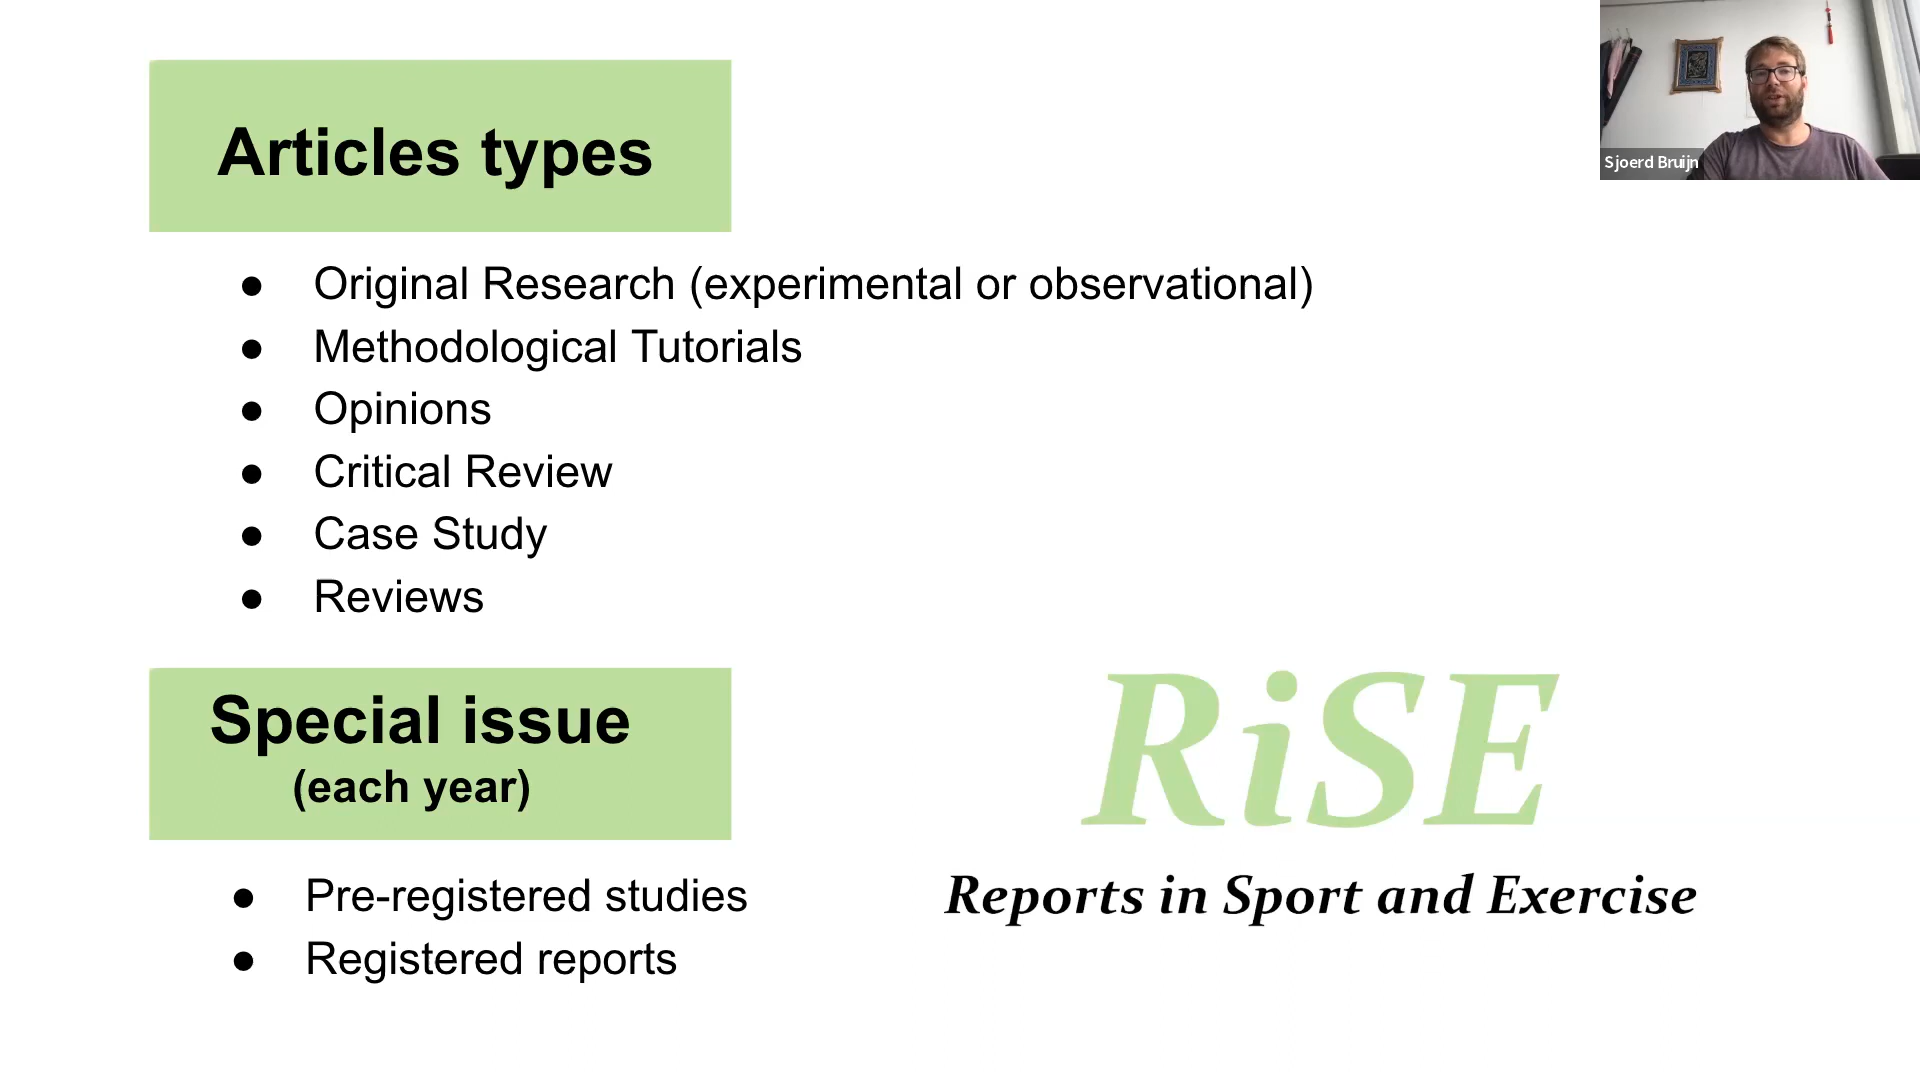 Articles types
● Original Research (experimental or observational)
● Methodological Tutorials
● Opinions
● Critical Review
● Case Study
● Reviews
Special issue
(each year)
● Pre-registered studies
● Registered reports
RiSE
Reports in Sport and Exercise
Sjoerd Bruijn